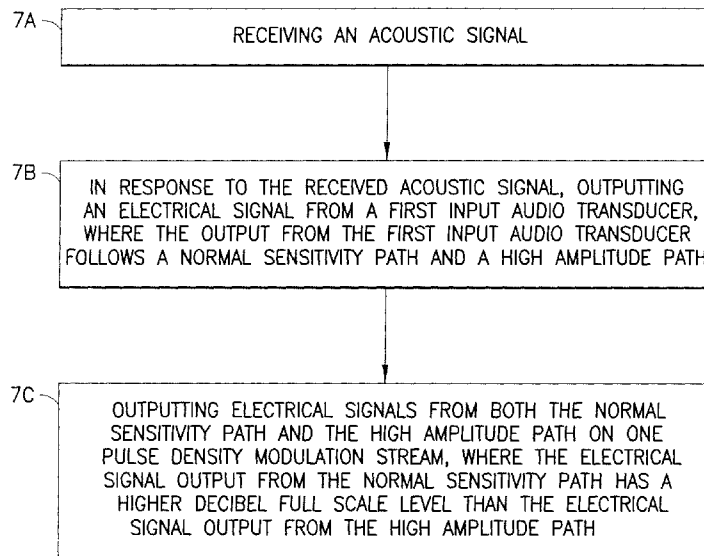 7A
RECEIVING AN ACOUSTIC SIGNAL
7B
IN RESPONSE TO THE RECEIVED ACOUSTIC SIGNAL, OUTPUTTING
AN ELECTRICAL SIGNAL FROM A FIRST INPUT AUDIO TRANSDUCER,
WHERE THE OUTPUT FROM THE FIRST INPUT AUDIO TRANSDUCER
FOLLOWS A NORMAL SENSITIVITY PATH AND A HIGH AMPLITUDE PATH
7C
OUTPUTTING ELECTRICAL SIGNALS FROM BOTH THE NORMAL
SENSITIVITY PATH AND THE HIGH AMPLITUDE PATH ON ONE
PULSE DENSITY MODULATION STREAM, WHERE THE ELECTRICAL
SIGNAL OUTPUT FROM THE NORMAL SENSITIVITY PATH HAS A
HIGHER DECIBEL FULL SCALE LEVEL THAN THE ELECTRICAL
SIGNAL OUTPUT FROM THE HIGH AMPLITUDE PATH